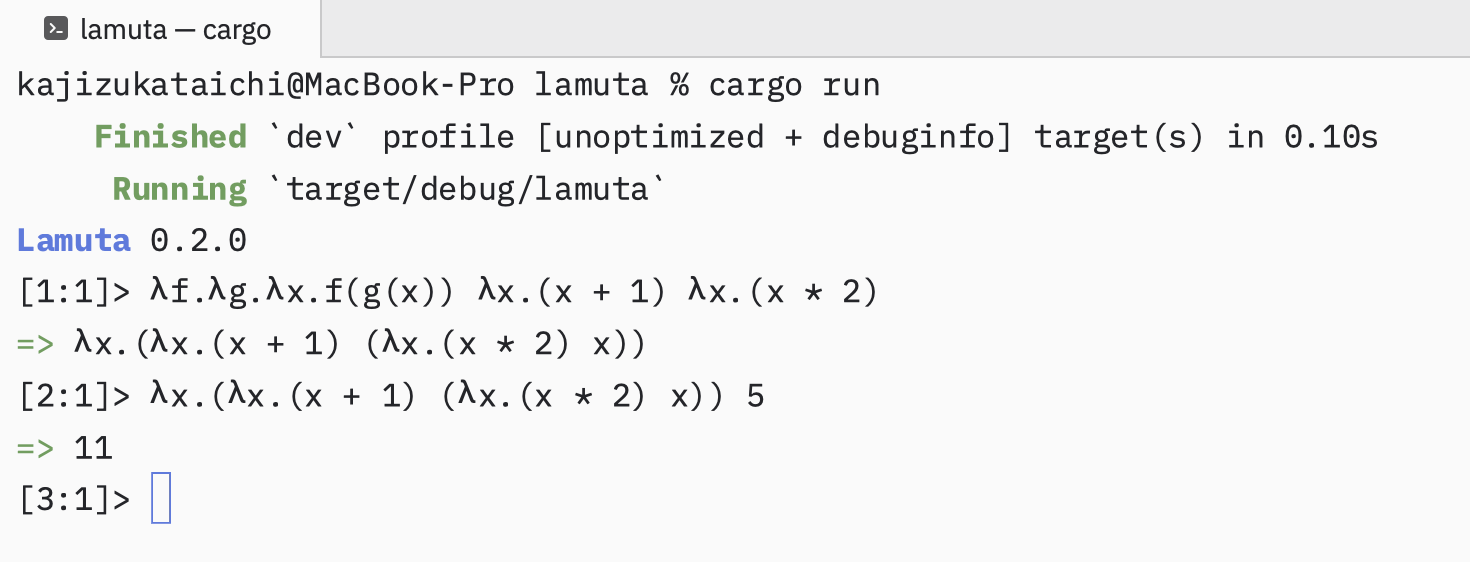 lamuta — cargo
kajizukataichi@MacBook-Pro lamuta % cargo run
Finished `dev` profile [unoptimized + debuginfo] target(s) in 0.10s
Running `target/debug/lamuta`
Lamuta 0.2.0
[1:1]> λf.λg.λx.f(g(x)) λx.(x + 1) λx.(x * 2)
=> λx.(λx.(x + 1) (λx.(x * 2) x))
[2:1]> λx.(λx.(x + 1) (λx.(x * 2) x)) 5
=> 11
[3:1]>